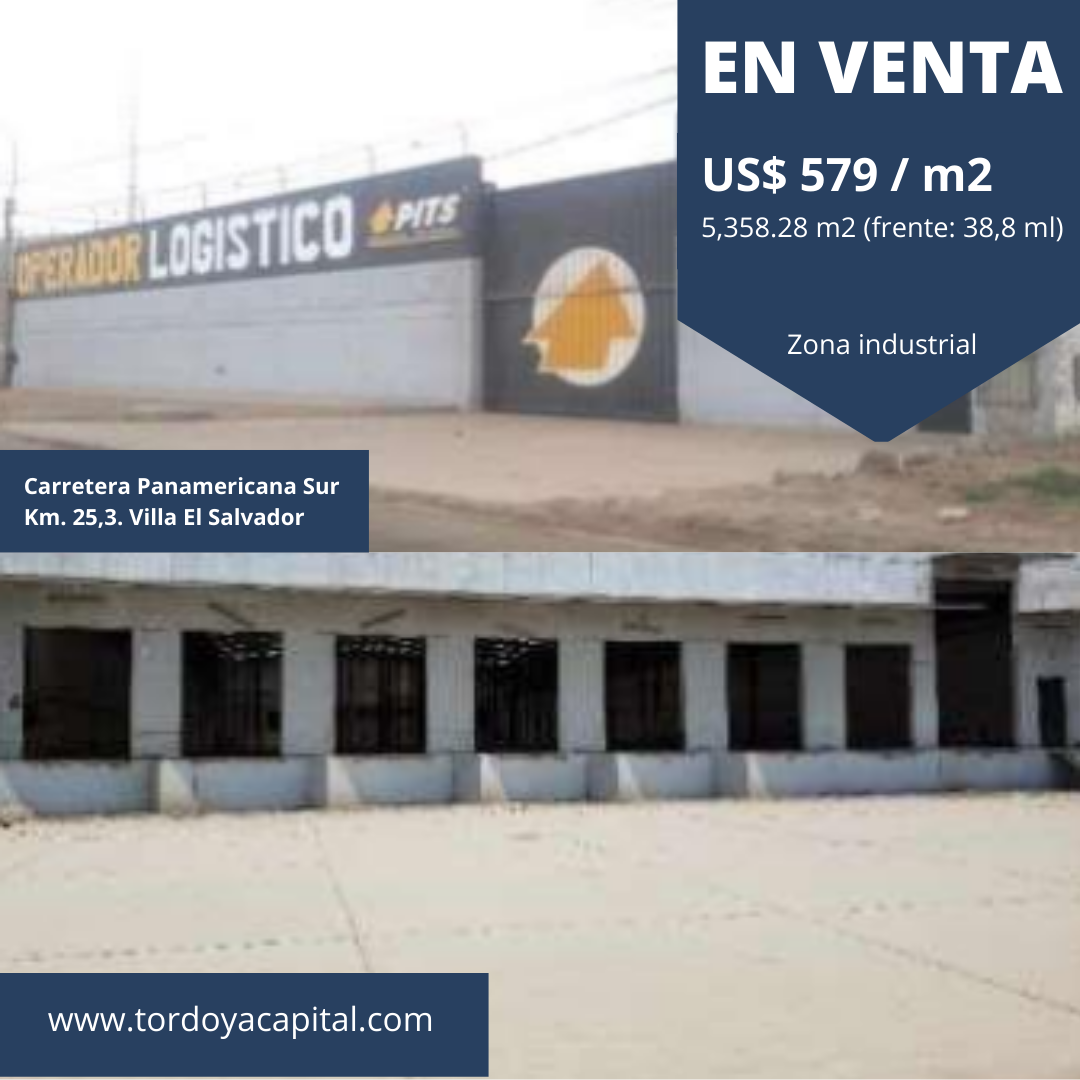 EN VENTA
US$ 579 / m2
5,358.28 m2 (frente: 38,8 ml)
Zona industrial
OPERADOR LOGISTICO PITS
Carretera Panamericana Sur
Km. 25,3. Villa El Salvador
www.tordoyacapital.com